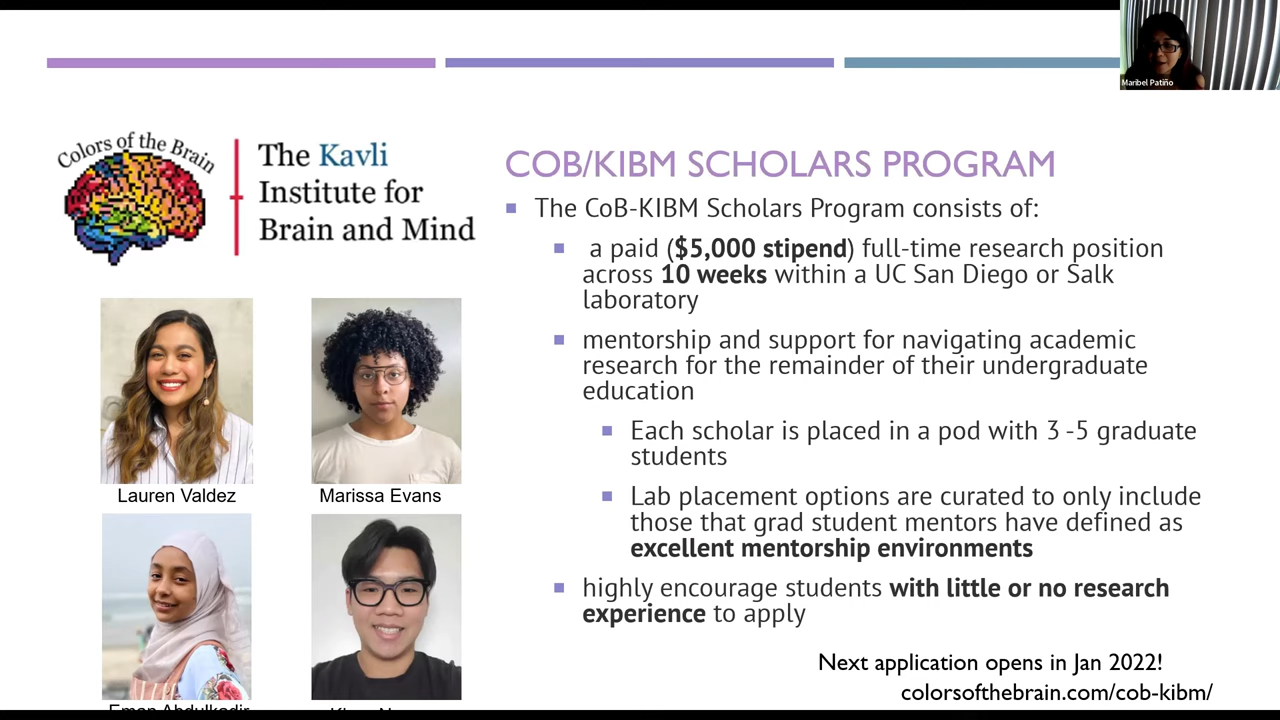 Maribel Patiño
Colors of the Brain
The Kavli
Institute for
Brain and Mind
COB/KIBM SCHOLARS PROGRAM
The CoB-KIBM Scholars Program consists of:
a paid ($5,000 stipend) full-time research position
across 10 weeks within a UC San Diego or Salk
laboratory
mentorship and support for navigating academic
research for the remainder of their undergraduate
education
Each scholar is placed in a pod with 3 -5 graduate
students
Lab placement options are curated to only include
those that grad student mentors have defined as
excellent mentorship environments
highly encourage students with little or no research
experience to apply
Lauren Valdez
Marissa Evans
Eman Abdulkadir
Next application opens in Jan 2022!
colorsofthebrain.com/cob-kibm/